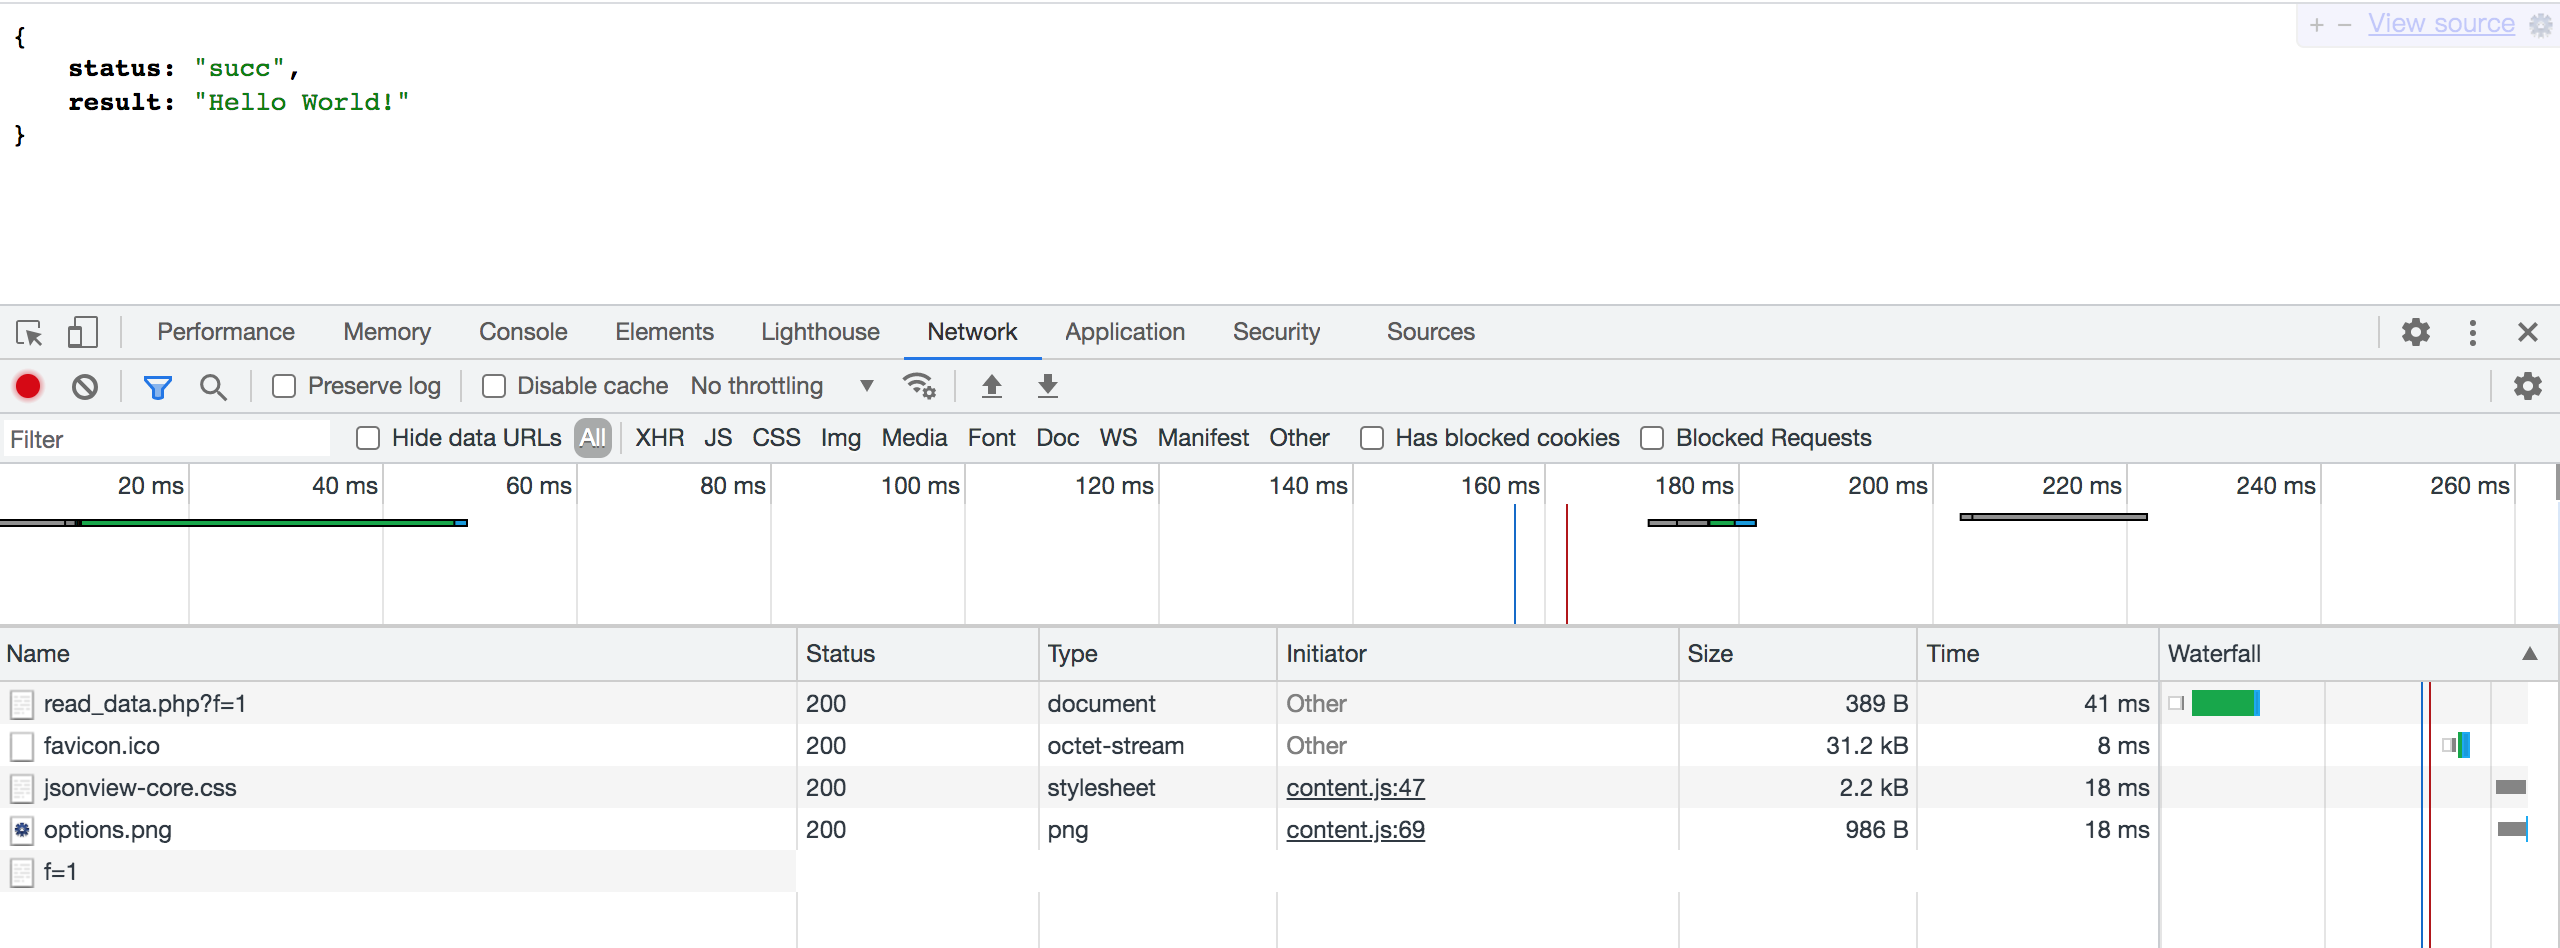 {
View source
status: "succ",
result: "Hello World!"
}
Performance Memory Console Elements Lighthouse Network Application Security Sources
Preserve log Disable cache No throttling
Filter Hide data URLs All XHR JS CSS Img Media Font Doc WS Manifest Other Has blocked cookies Blocked Requests
20 ms 40 ms 60 ms 80 ms 100 ms 120 ms 140 ms 160 ms 180 ms 200 ms 220 ms 240 ms 260 ms
Name Status Type Initiator Size Time Waterfall
read_data.php?f=1 200 document Other 389 B 41 ms
favicon.ico 200 octet-stream Other 31.2 kB 8 ms
jsonview-core.css 200 stylesheet content.js:47 2.2 kB 18 ms
options.png 200 png content.js:69 986 B 18 ms
f=1